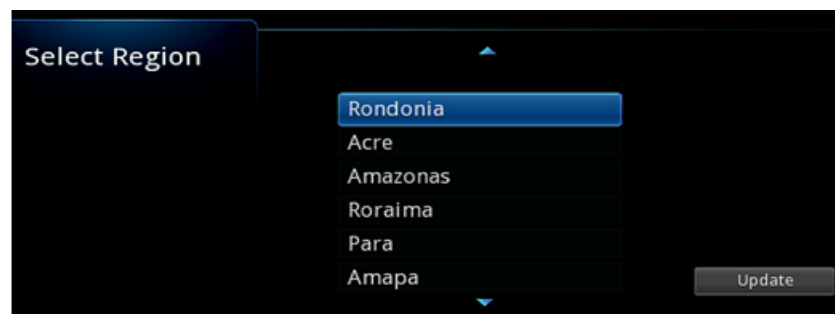 Select Region
Rondonia
Acre
Amazonas
Roraima
Para
Amapa
Update